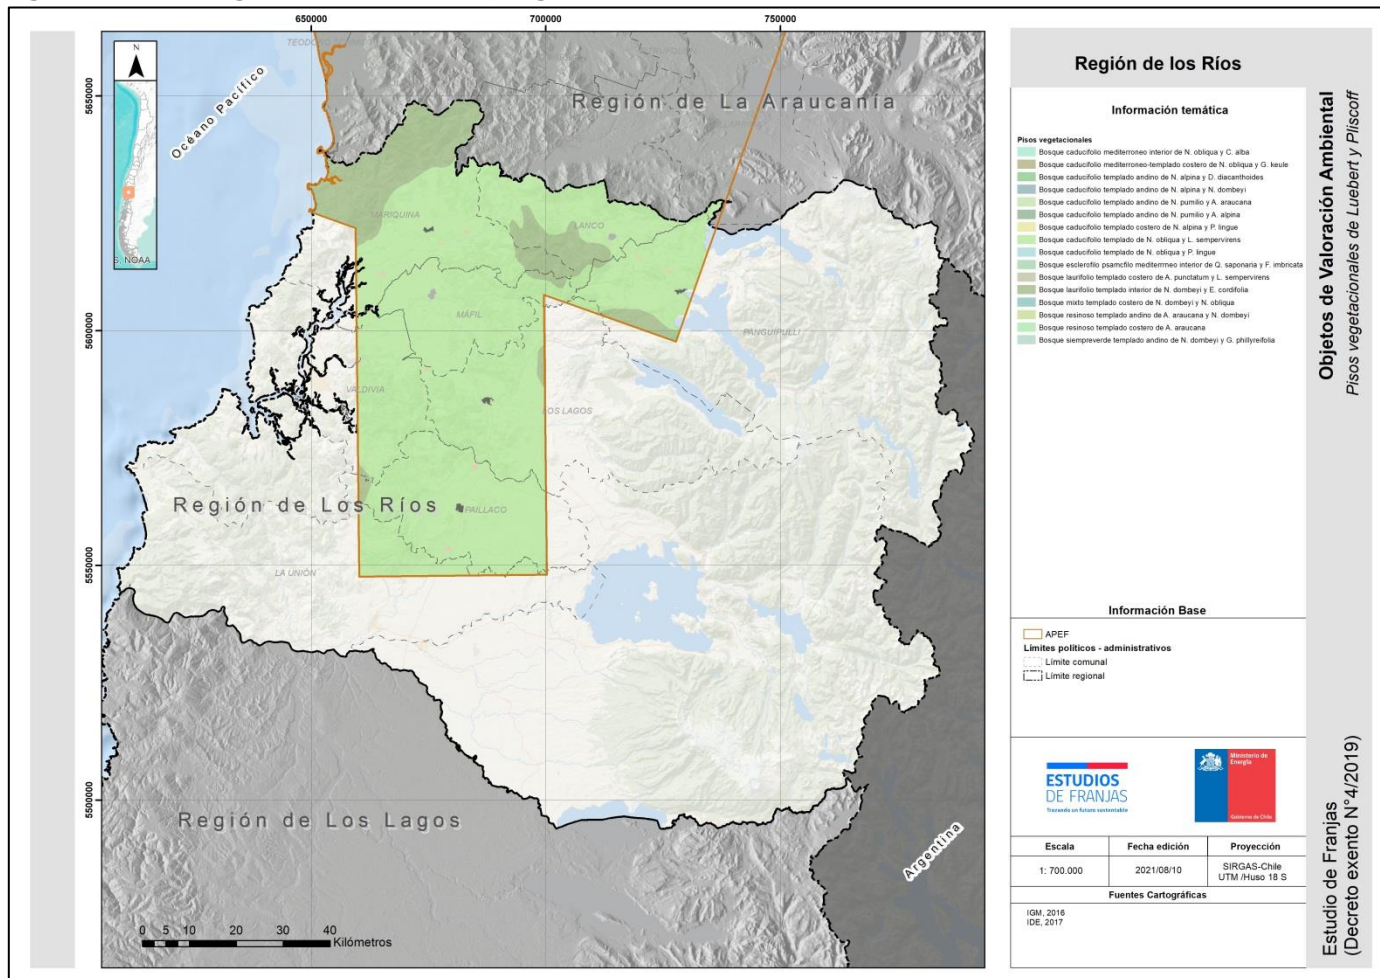 650000
700000
750000
5650000
5600000
5550000
5500000
N
S, NOAA
Océano Pacífico
Región de La Araucanía
MARIQUINA
LANCO
MÁFIL
PANGUIPULLI
VALDIVIA
LOS LAGOS
Región de Los Ríos
PAILLACO
LA UNIÓN
Región de Los Lagos
Argentina
0 5 10 20 30 40
Kilómetros
Región de los Ríos
Información temática
Pisos vegetacionales
Bosque caducifolio mediterroneo interior de N. obliqua y C. alba
Bosque caducifolio mediterroneo-templado costero de N. obliqua y G. keule
Bosque caducifolio templado andino de N. alpina y D. diacanthoides
Bosque caducifolio templado andino de N. alpina y N. dombeyi
Bosque caducifolio templado andino de N. pumilio y A. araucana
Bosque caducifolio templado andino de N. pumilio y A. alpina
Bosque caducifolio templado costero de N. alpina y P. lingue
Bosque caducifolio templado de N. obliqua y L. sempervirens
Bosque caducifolio templado de N. obliqua y P. lingue
Bosque esclerofilo psamcfilo mediterrmeo interior de Q. saponaria y F. imbricata
Bosque laurifolio templado costero de A. punctatum y L. sempervirens
Bosque laurifolio templado interior de N. dombeyi y E. cordifolia
Bosque mixto templado costero de N. dombeyi y N. obliqua
Bosque resinoso templado andino de A. araucana y N. dombeyi
Bosque resinoso templado costero de A. araucana
Bosque siempreverde templado andino de N. dombeyi y G. phillyreifolia
Información Base
APEF
Límites políticos - administrativos
Límite comunal
Límite regional
ESTUDIOS
DE FRANJAS
Trazando un futuro sustentable
Ministerio de
Energía
Gobierno de Chile
Escala
Fecha edición
Proyección
1: 700.000
2021/08/10
SIRGAS-Chile
UTM /Huso 18 S
Fuentes Cartográficas
IGM, 2016
IDE, 2017
Objetos de Valoración Ambiental
Pisos vegetacionales de Luebert y Pliscoff
Estudio de Franjas
(Decreto exento N°4/2019)